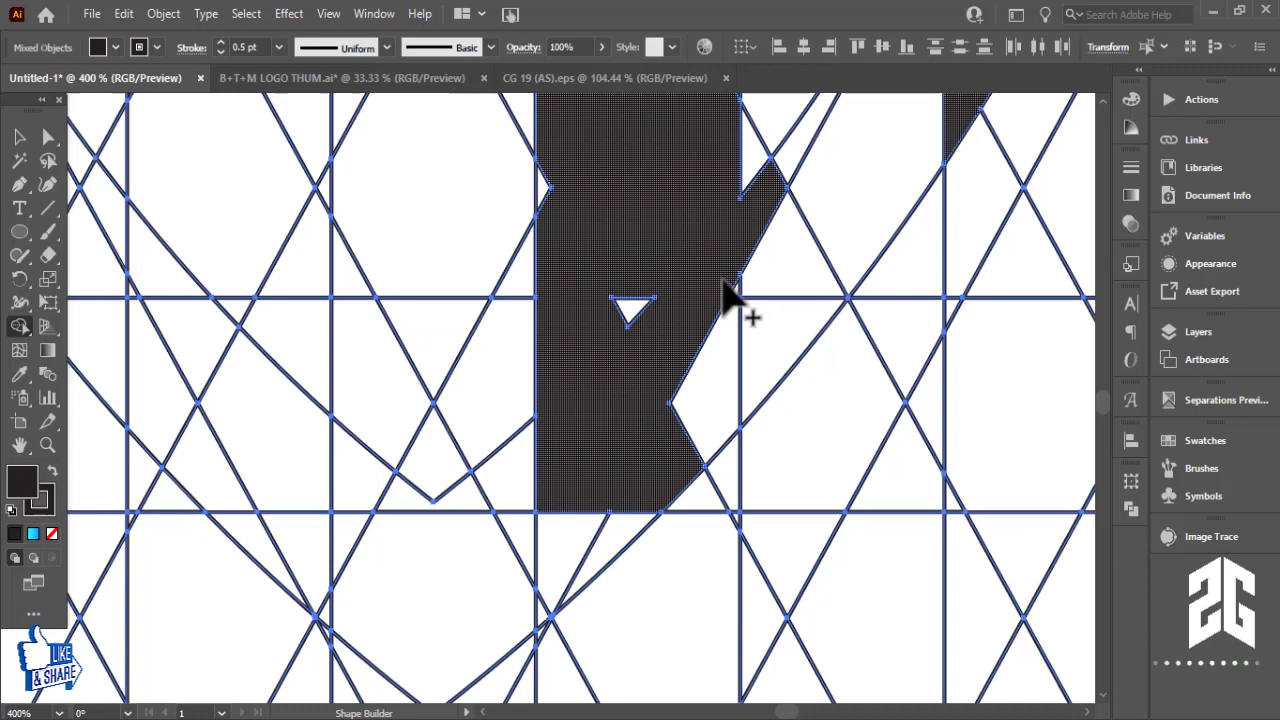 Ai File Edit Object Type Select Effect View Window Help Search Adobe Help
Mixed Objects Stroke: 0.5 pt Uniform Basic Opacity: 100% Style: Transform
Untitled-1* @ 400 % (RGB/Preview) B+T+M LOGO THUM.ai* @ 33.33 % (RGB/Preview) CG 19 (AS).eps @ 104.44 % (RGB/Preview)
Actions
Links
Libraries
Document Info
Variables
Appearance
Asset Export
Layers
Artboards
Separations Previ...
Swatches
Brushes
Symbols
Image Trace
SG
LIKE
& SHARE
400% 0° 1 Shape Builder